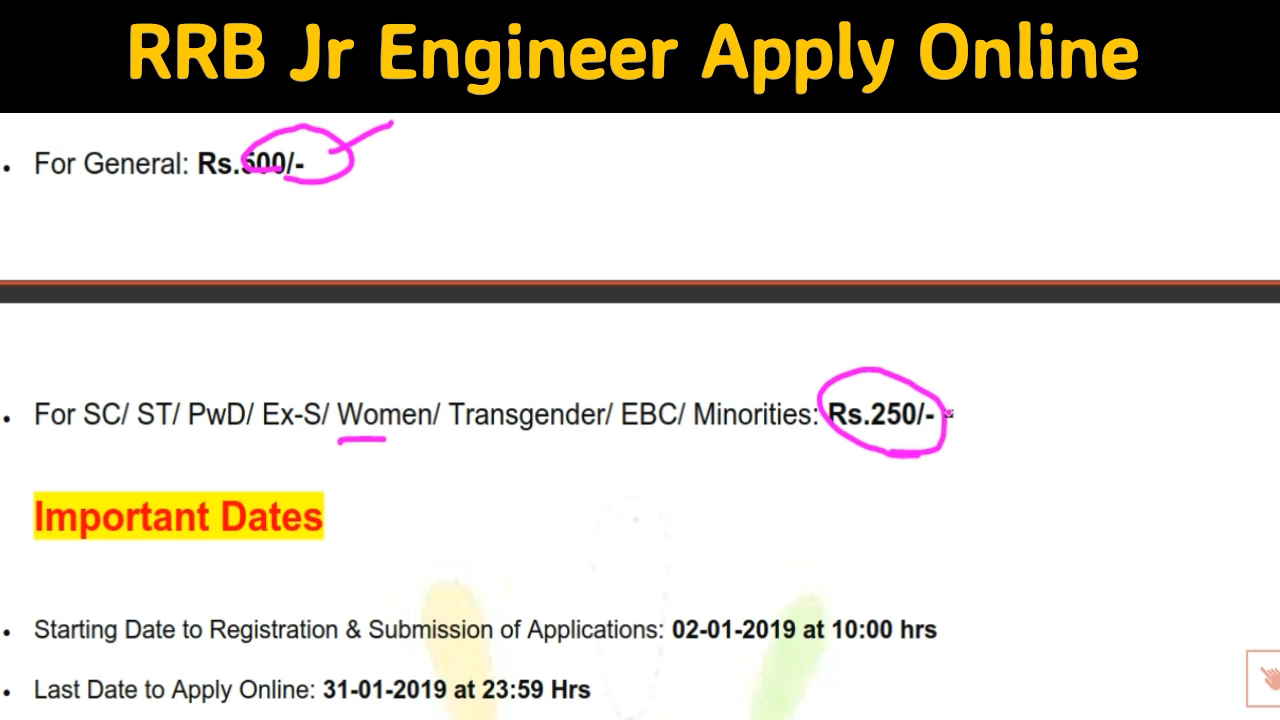 RRB Jr Engineer Apply Online
• For General: Rs.500/-
• For SC/ ST/ PwD/ Ex-S/ Women/ Transgender/ EBC/ Minorities: Rs.250/-
Important Dates
• Starting Date to Registration & Submission of Applications: 02-01-2019 at 10:00 hrs
• Last Date to Apply Online: 31-01-2019 at 23:59 Hrs